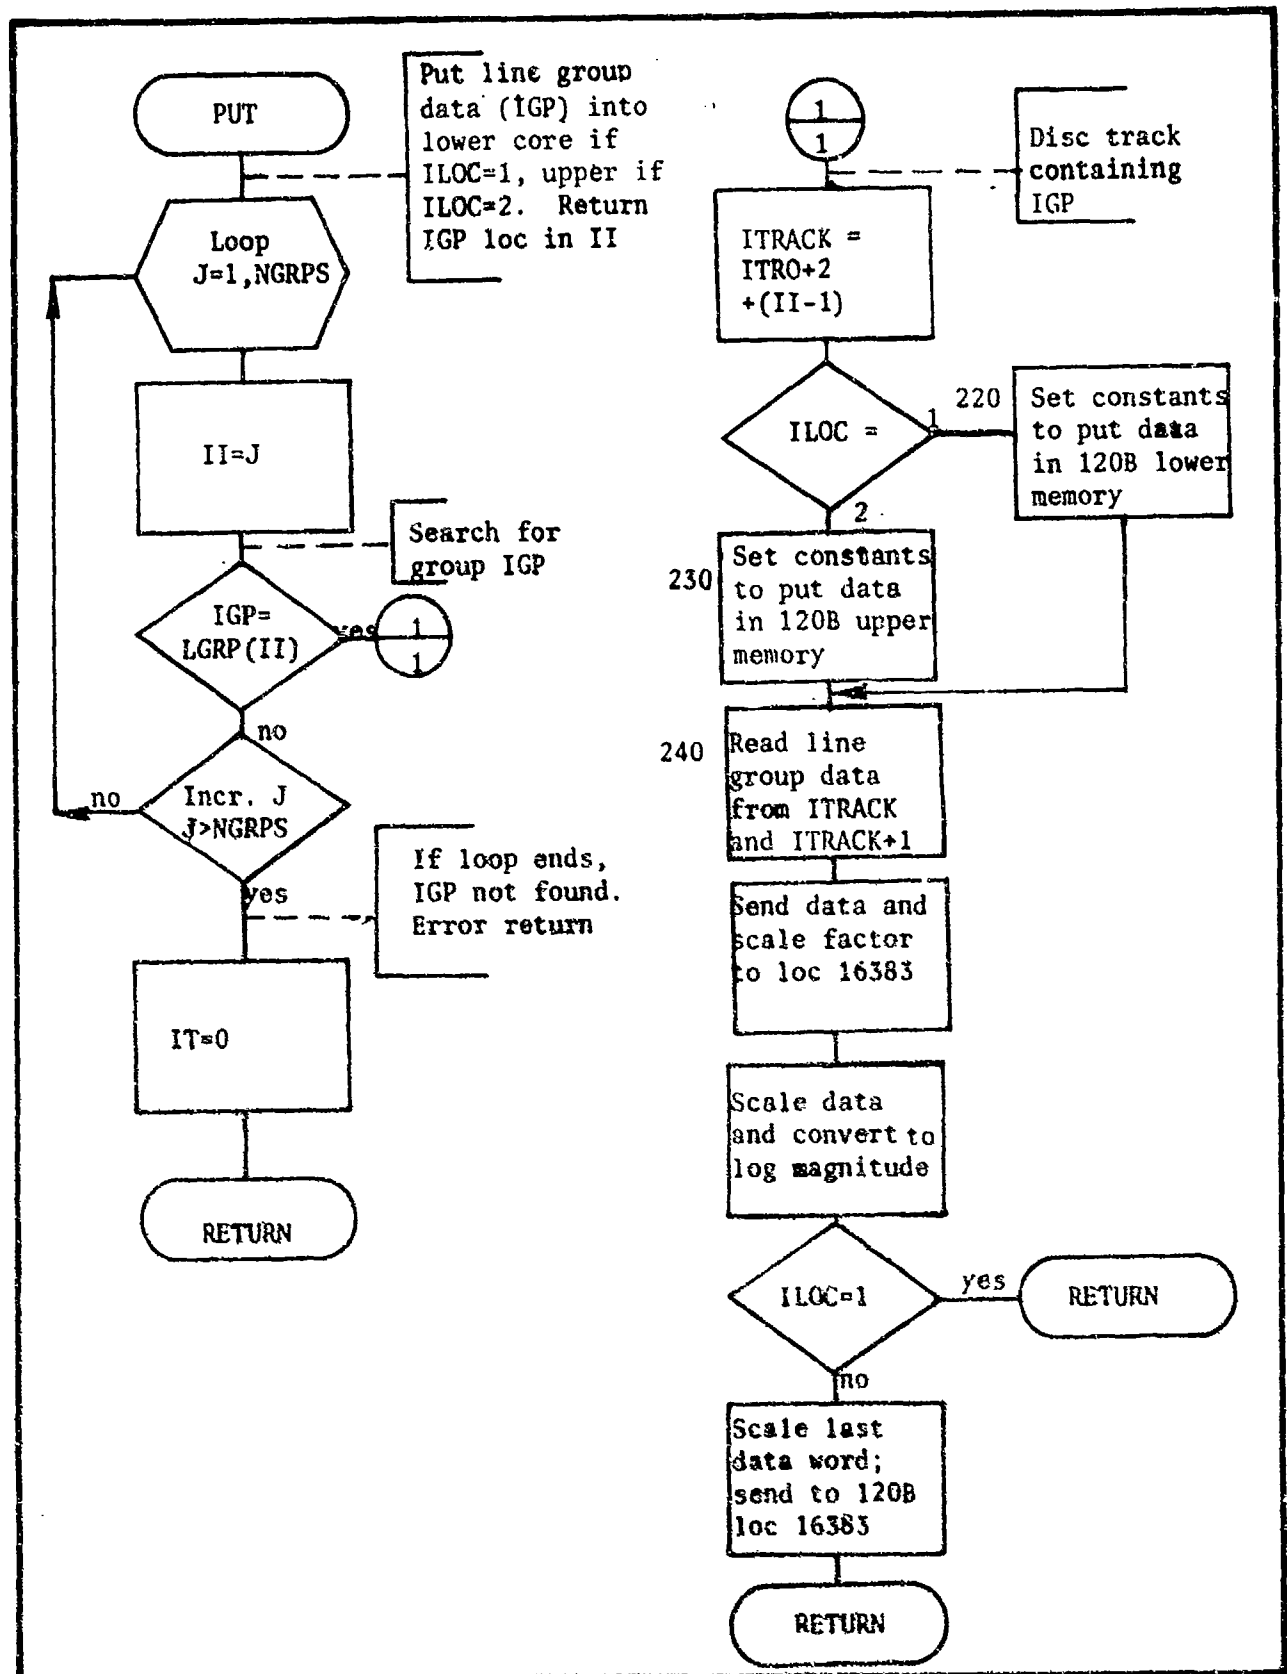 PUT
Put line group
data (IGP) into
lower core if
ILOC=1, upper if
ILOC=2. Return
IGP loc in II
Loop
J=1,NGRPS
II=J
Search for
group IGP
IGP=
LGRP(II)
yes
1
1
no
Incr. J
J>NGRPS
no
yes
If loop ends,
IGP not found.
Error return
IT=0
RETURN
1
1
Disc track
containing
IGP
ITRACK =
ITRO+2
+(II-1)
ILOC =
1
220
Set constants
to put data
in 120B lower
memory
2
230
Set constants
to put data
in 120B upper
memory
240
Read line
group data
from ITRACK
and ITRACK+1
Send data and
scale factor
to loc 16383
Scale data
and convert to
log magnitude
ILOC=1
yes
RETURN
no
Scale last
data word;
send to 120B
loc 16383
RETURN